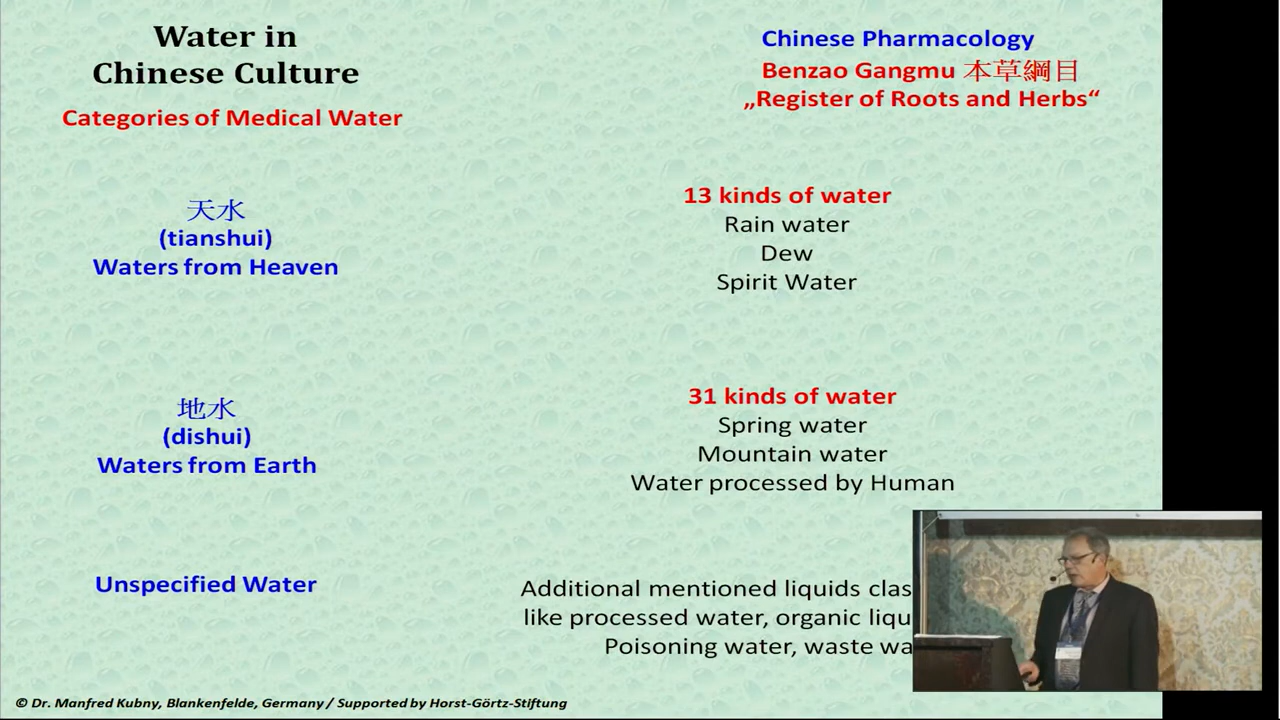 Water in
Chinese Culture
Categories of Medical Water
Chinese Pharmacology
Benzao Gangmu 本草綱目
„Register of Roots and Herbs“
天水
(tianshui)
Waters from Heaven
13 kinds of water
Rain water
Dew
Spirit Water
地水
(dishui)
Waters from Earth
31 kinds of water
Spring water
Mountain water
Water processed by Human
Unspecified Water
Additional mentioned liquids
like processed water, organic
Poisoning water, waste
© Dr. Manfred Kubny, Blankenfelde, Germany / Supported by Horst-Görtz-Stiftung